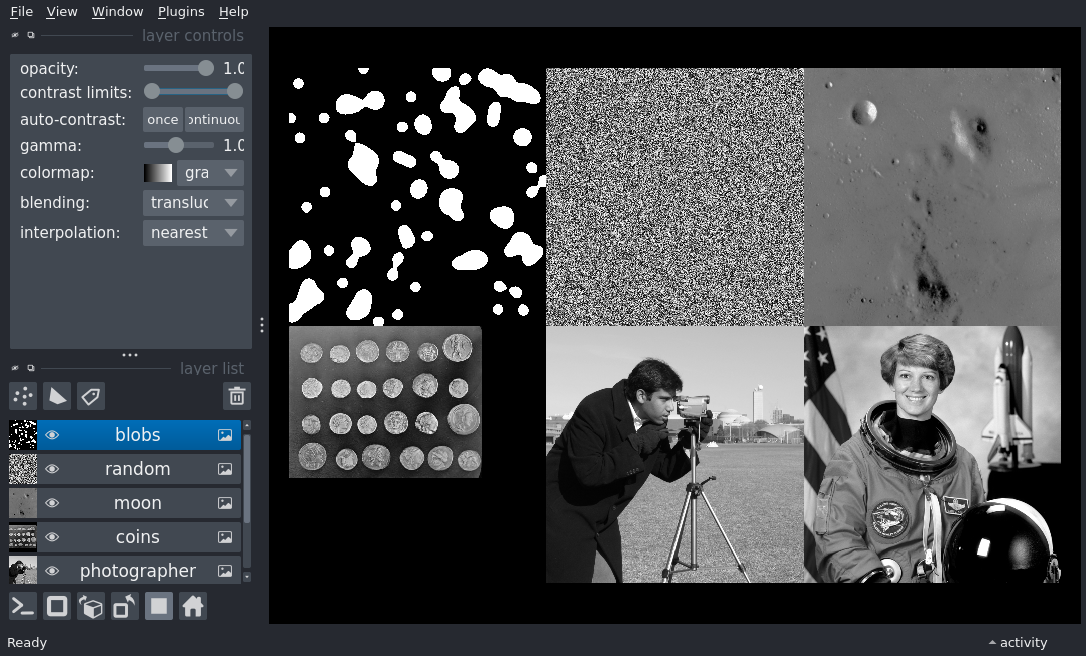 File View Window Plugins Help
layer controls
opacity: 1.0
contrast limits:
auto-contrast: once ontinuou
gamma: 1.0
colormap: gra
blending: transluc
interpolation: nearest
layer list
blobs
random
moon
coins
photographer
Ready
activity